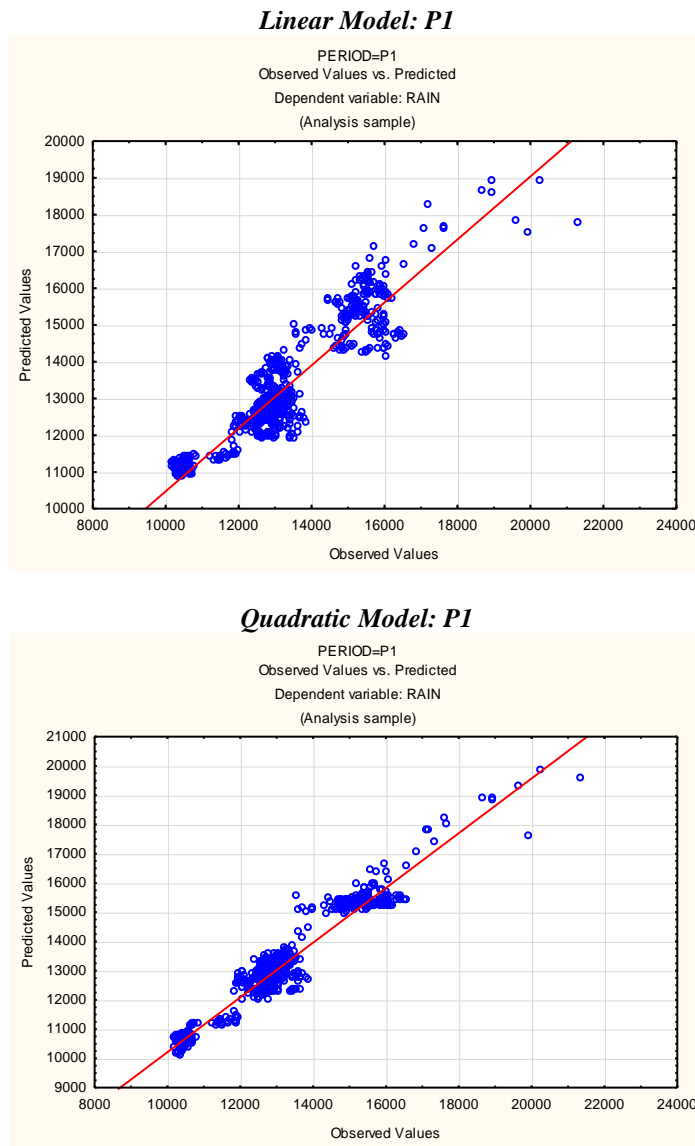 Linear Model: P1
PERIOD=P1
Observed Values vs. Predicted
Dependent variable: RAIN
(Analysis sample)
20000
19000
18000
17000
16000
15000
14000
13000
12000
11000
10000
Predicted Values
8000 10000 12000 14000 16000 18000 20000 22000 24000
Observed Values
Quadratic Model: P1
PERIOD=P1
Observed Values vs. Predicted
Dependent variable: RAIN
(Analysis sample)
21000
20000
19000
18000
17000
16000
15000
14000
13000
12000
11000
10000
9000
Predicted Values
8000 10000 12000 14000 16000 18000 20000 22000 24000
Observed Values